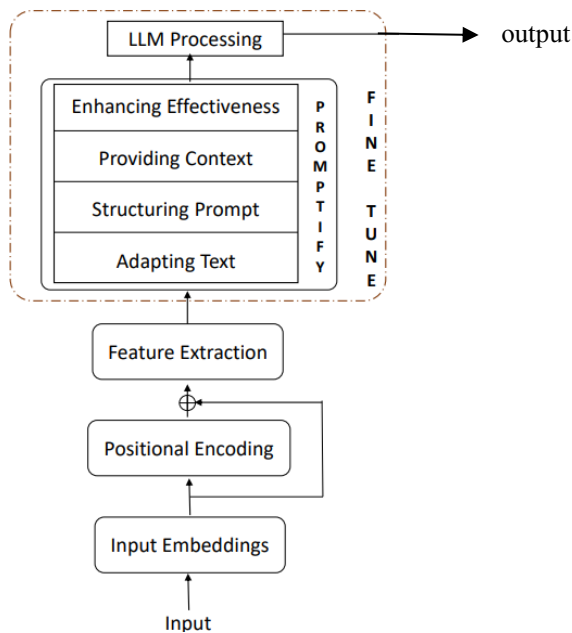 LLM Processing
output
Enhancing Effectiveness
Providing Context
Structuring Prompt
Adapting Text
PROMPTIFY
FINE TUNE
Feature Extraction
Positional Encoding
Input Embeddings
Input